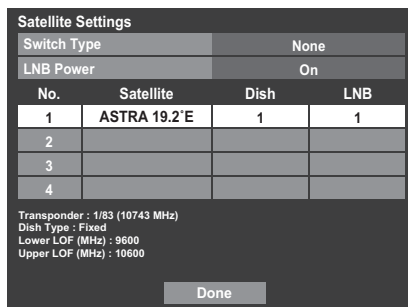 Satellite Settings
Switch Type None
LNB Power On
No. Satellite Dish LNB
1 ASTRA 19.2°E 1 1
2
3
4
Transponder : 1/83 (10743 MHz)
Dish Type : Fixed
Lower LOF (MHz) : 9600
Upper LOF (MHz) : 10600
Done